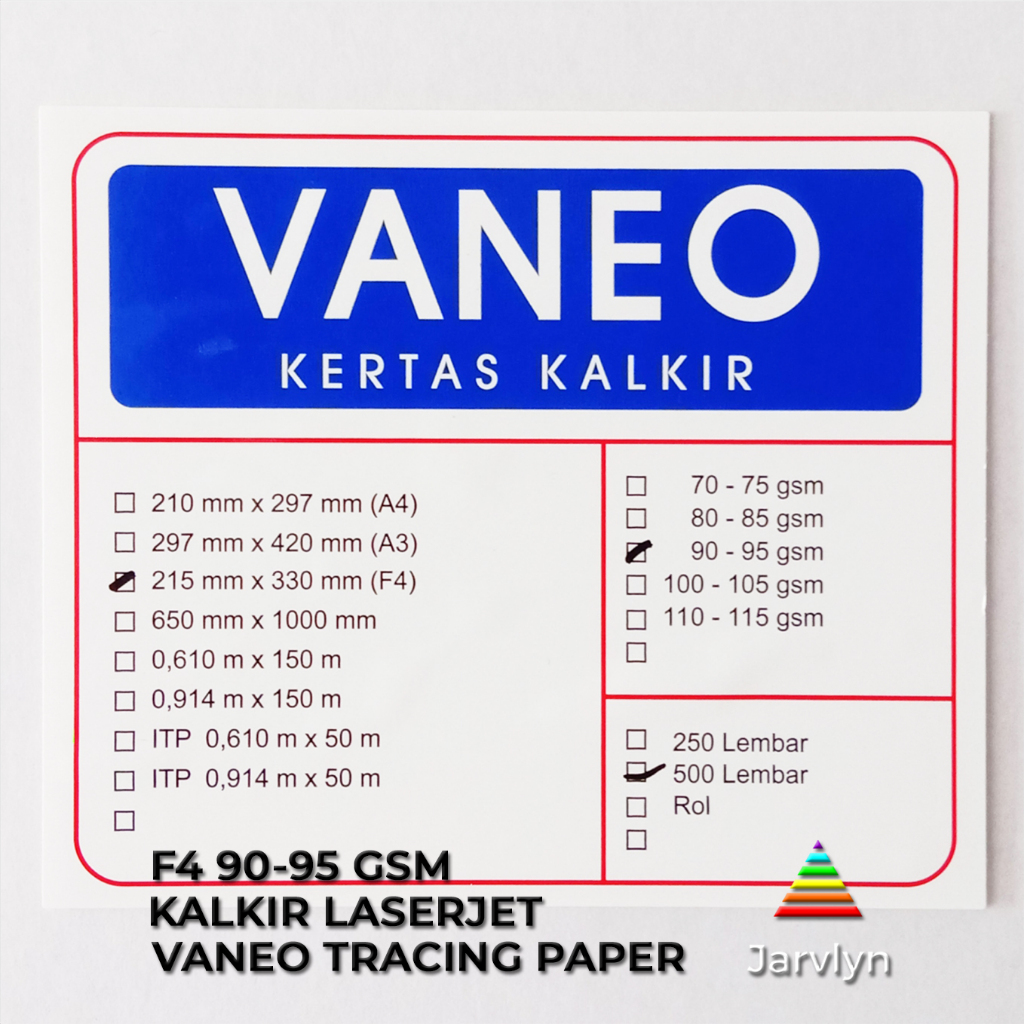 VANEO
KERTAS KALKIR
210 mm x 297 mm (A4)
297 mm x 420 mm (A3)
215 mm x 330 mm (F4)
650 mm x 1000 mm
0,610 m x 150 m
0,914 m x 150 m
ITP 0,610 m x 50 m
ITP 0,914 m x 50 m
70 - 75 gsm
80 - 85 gsm
90 - 95 gsm
100 - 105 gsm
110 - 115 gsm
250 Lembar
500 Lembar
Rol
F4 90-95 GSM
KALKIR LASERJET
VANEO TRACING PAPER
Jarvlyn